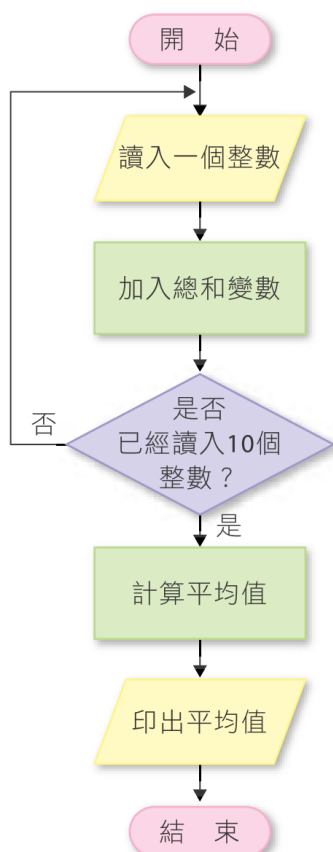 開　始
讀入一個整數
加入總和變數
是否
已經讀入10個
整數？
否
是
計算平均值
印出平均值
結　束